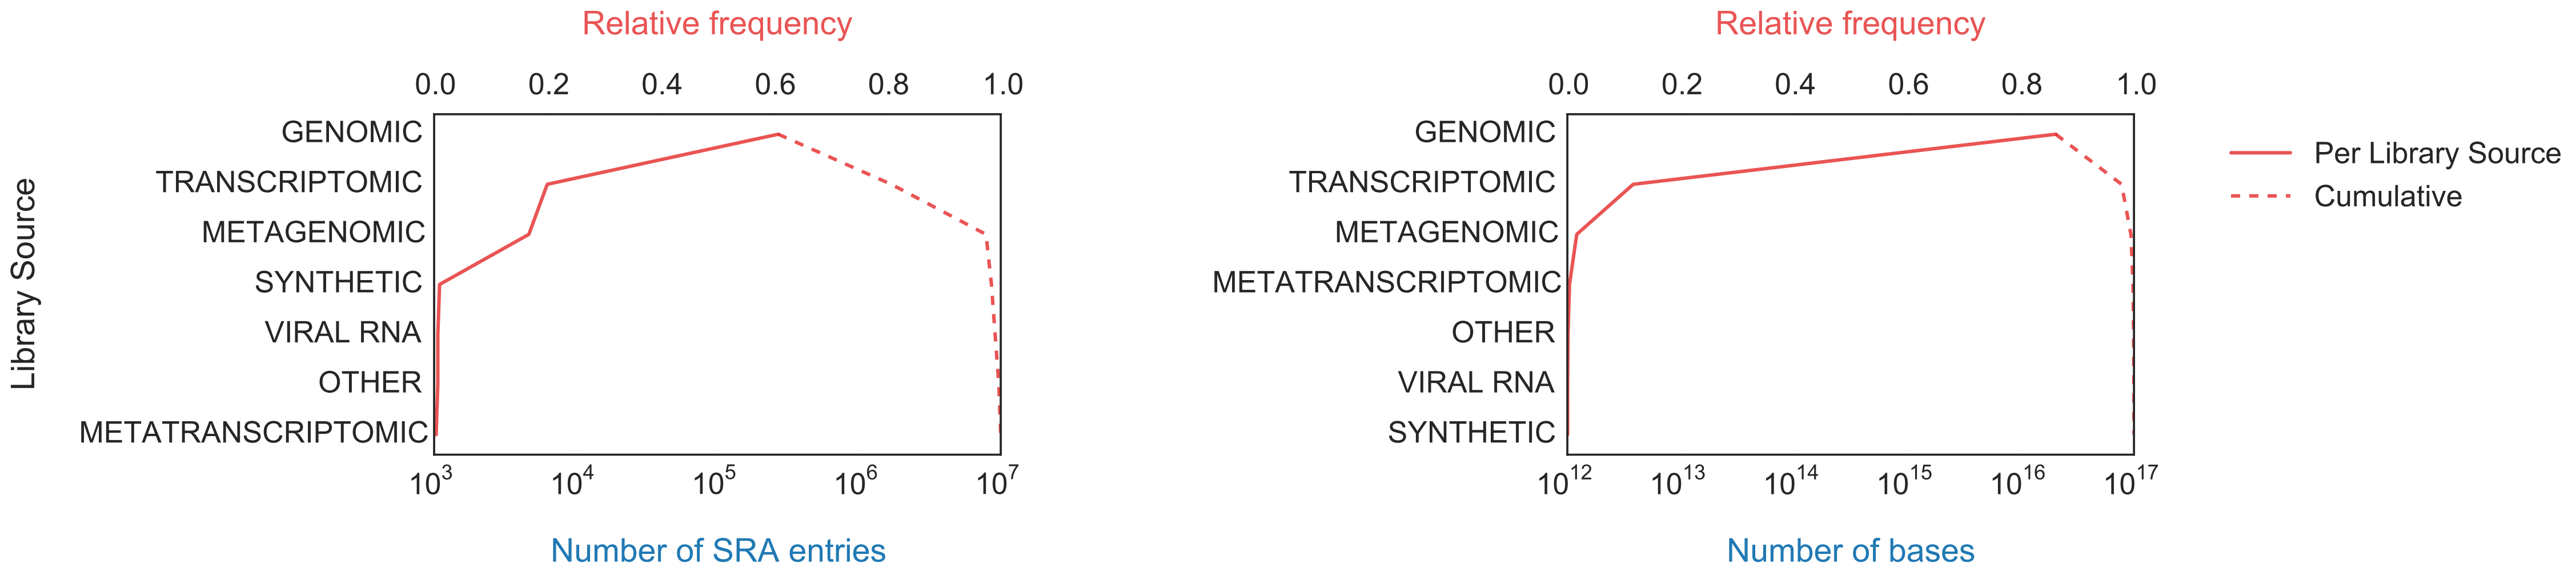 Relative frequency
0.0 0.2 0.4 0.6 0.8 1.0
Library Source
GENOMIC
TRANSCRIPTOMIC
METAGENOMIC
SYNTHETIC
VIRAL RNA
OTHER
METATRANSCRIPTOMIC
10³ 10⁴ 10⁵ 10⁶ 10⁷
Number of SRA entries
Relative frequency
0.0 0.2 0.4 0.6 0.8 1.0
GENOMIC
TRANSCRIPTOMIC
METAGENOMIC
METATRANSCRIPTOMIC
OTHER
VIRAL RNA
SYNTHETIC
10¹² 10¹³ 10¹⁴ 10¹⁵ 10¹⁶ 10¹⁷
Number of bases
Per Library Source
Cumulative